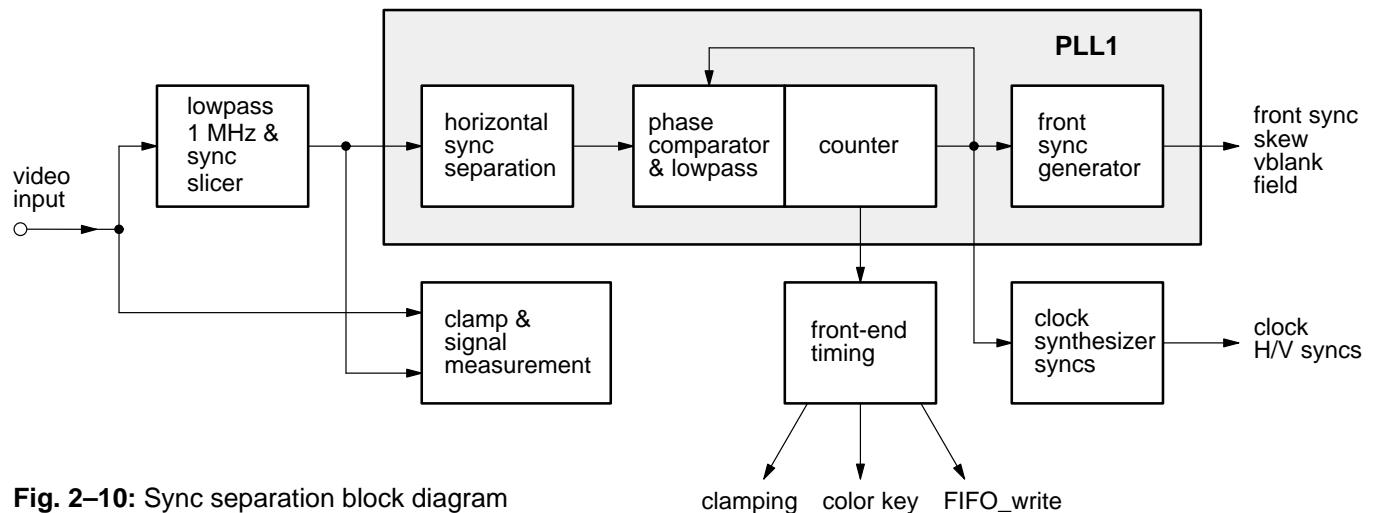 PLL1
lowpass
1 MHz &
sync
slicer
horizontal
sync
separation
phase
comparator
& lowpass
counter
front
sync
generator
front sync
skew
vblank
field
video
input
clamp &
signal
measurement
front-end
timing
clock
synthesizer
syncs
clock
H/V syncs
clamping
color key
FIFO_write
Fig. 2–10: Sync separation block diagram